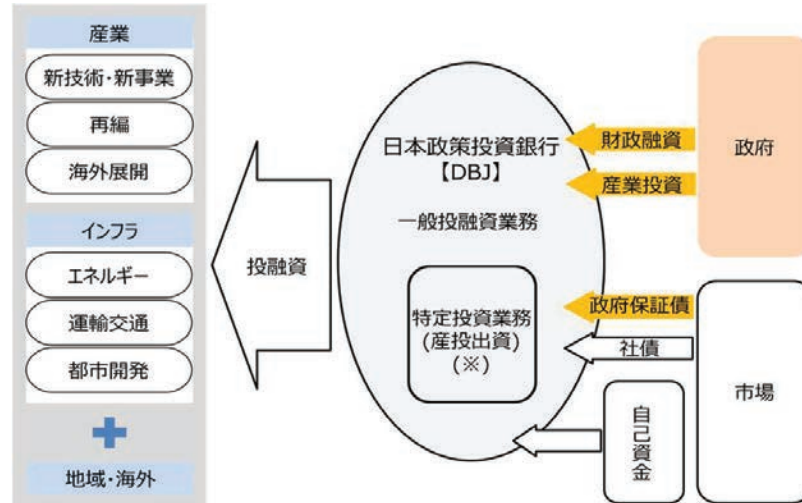 産業
新技術・新事業
再編
海外展開
インフラ
エネルギー
運輸交通
都市開発
地域・海外
投融資
日本政策投資銀行
【DBJ】
一般投融資業務
特定投資業務
(産投出資)
(※)
財政融資
産業投資
政府保証債
社債
自己資金
政府
市場